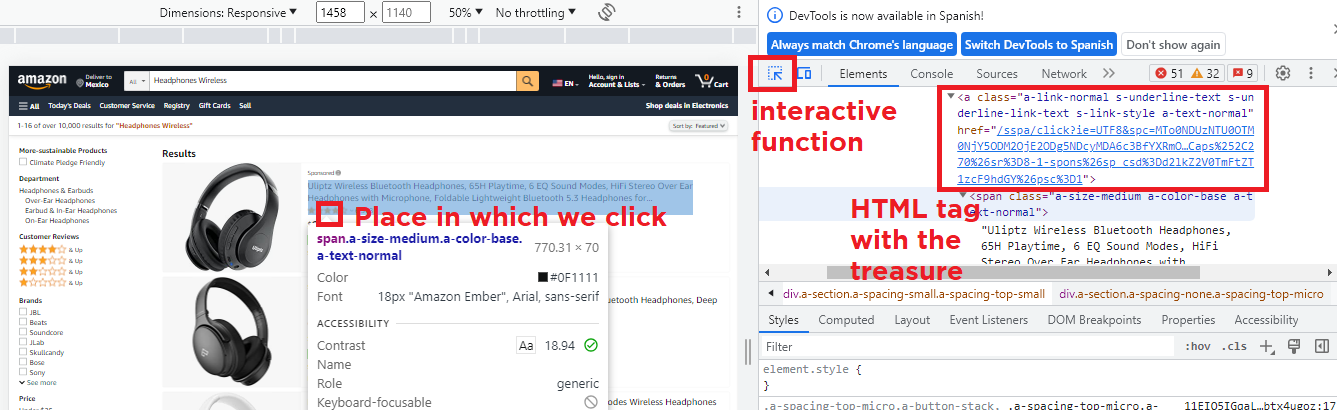 Dimensions: Responsive ▼ 1458 × 1140 50% ▼ No throttling ▼
DevTools is now available in Spanish!
Always match Chrome's language Switch DevTools to Spanish Don't show again
Elements Console Sources Network 51 32 9
interactive
function
amazon Deliver to
Mexico
All Headphones Wireless
EN
Hello, sign in
Account & Lists
Returns
& Orders
0
Cart
All Today's Deals Customer Service Registry Gift Cards Sell Shop deals in Electronics
1-16 of over 10,000 results for "Headphones Wireless" Sort by: Featured
More-sustainable Products
Climate Pledge Friendly
Department
Headphones & Earbuds
Over-Ear Headphones
Earbud & In-Ear Headphones
On-Ear Headphones
Customer Reviews
& Up
& Up
& Up
& Up
Brands
JBL
Beats
Soundcore
JLab
Skullcandy
Bose
Sony
See more
Price
Results
Uliptz
Sponsored
Uliptz Wireless Bluetooth Headphones, 65H Playtime, 6 EQ Sound Modes, HiFi Stereo Over Ear
Headphones with Microphone, Foldable Lightweight Bluetooth 5.3 Headphones for...
Place in which we click
span.a-size-medium.a-color-base.
a-text-normal
770.31 × 70
Color #0F1111
Font 18px "Amazon Ember", Arial, sans-serif
ACCESSIBILITY
Contrast Aa 18.94
Name
Role generic
Keyboard-focusable
uetooth Headphones, Deep
odes Wireless Headphones
<a class="a-link-normal s-underline-text s-un
derline-link-text s-link-style a-text-normal"
href="/sspa/click?ie=UTF8&spc=MTo0NDUzNTU0OTM
0NjY5ODM2OjE2ODg5NDcyMDA6c3BfYXRmO…Caps%252C2
270%26sr%3D8-1-spons%26sp_csd%3Dd2lkZ2V0TmFtZT
1zcF9hdGY%26psc%3D1">
<span class="a-size-medium a-color-base a-t
ext-normal">
"Uliptz Wireless Bluetooth Headphones,
65H Playtime, 6 EQ Sound Modes, HiFi
Stereo Over Ear Headphones with
HTML tag
with the
treasure
div.a-section.a-spacing-small.a-spacing-top-small div.a-section.a-spacing-none.a-spacing-top-micro
Styles Computed Layout Event Listeners DOM Breakpoints Properties Accessibility
Filter :hov .cls
element.style {
}
.a-spacing-top-micro.a-button-stack, .a-spacing-top-micro.a-